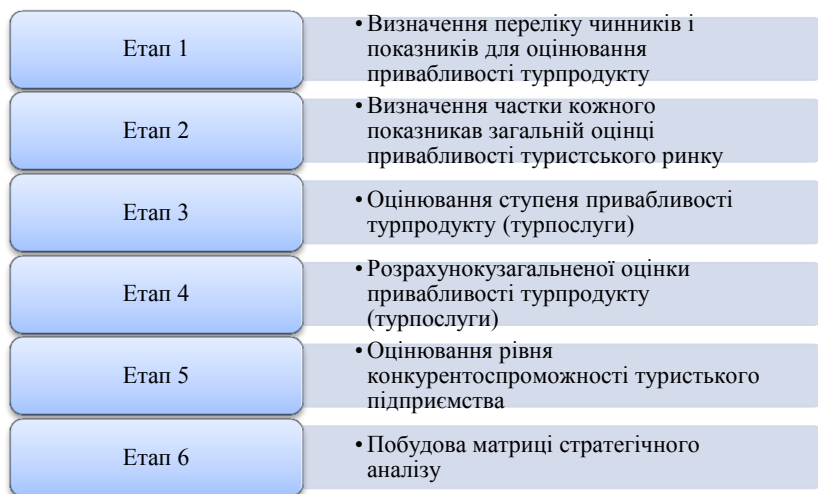 Етап 1
• Визначення переліку чинників і
показників для оцінювання
привабливості турпродукту
Етап 2
• Визначення частки кожного
показникав загальній оцінці
привабливості туристського ринку
Етап 3
• Оцінювання ступеня привабливості
турпродукту (турпослуги)
Етап 4
• Розрахунокузагальненої оцінки
привабливості турпродукту
(турпослуги)
Етап 5
• Оцінювання рівня
конкурентоспроможності туристького
підприємства
Етап 6
• Побудова матриці стратегічного
аналізу